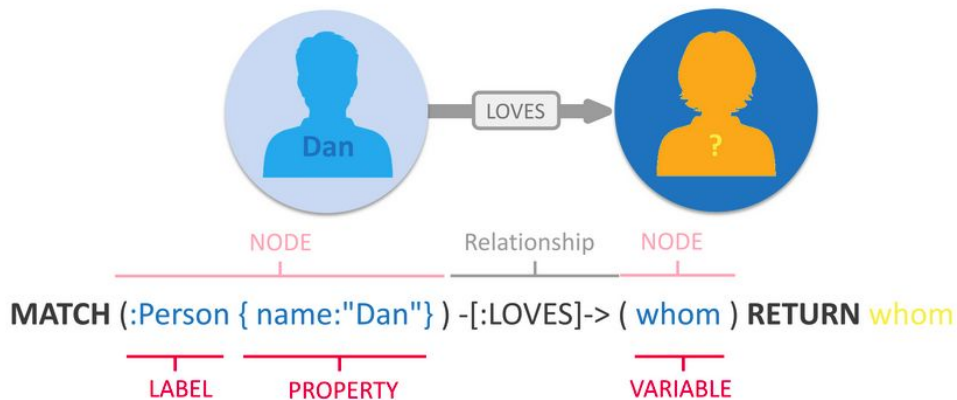 LOVES
Dan
?
NODE Relationship NODE
MATCH (:Person { name:"Dan"} ) -[:LOVES]-> ( whom ) RETURN whom
LABEL PROPERTY VARIABLE